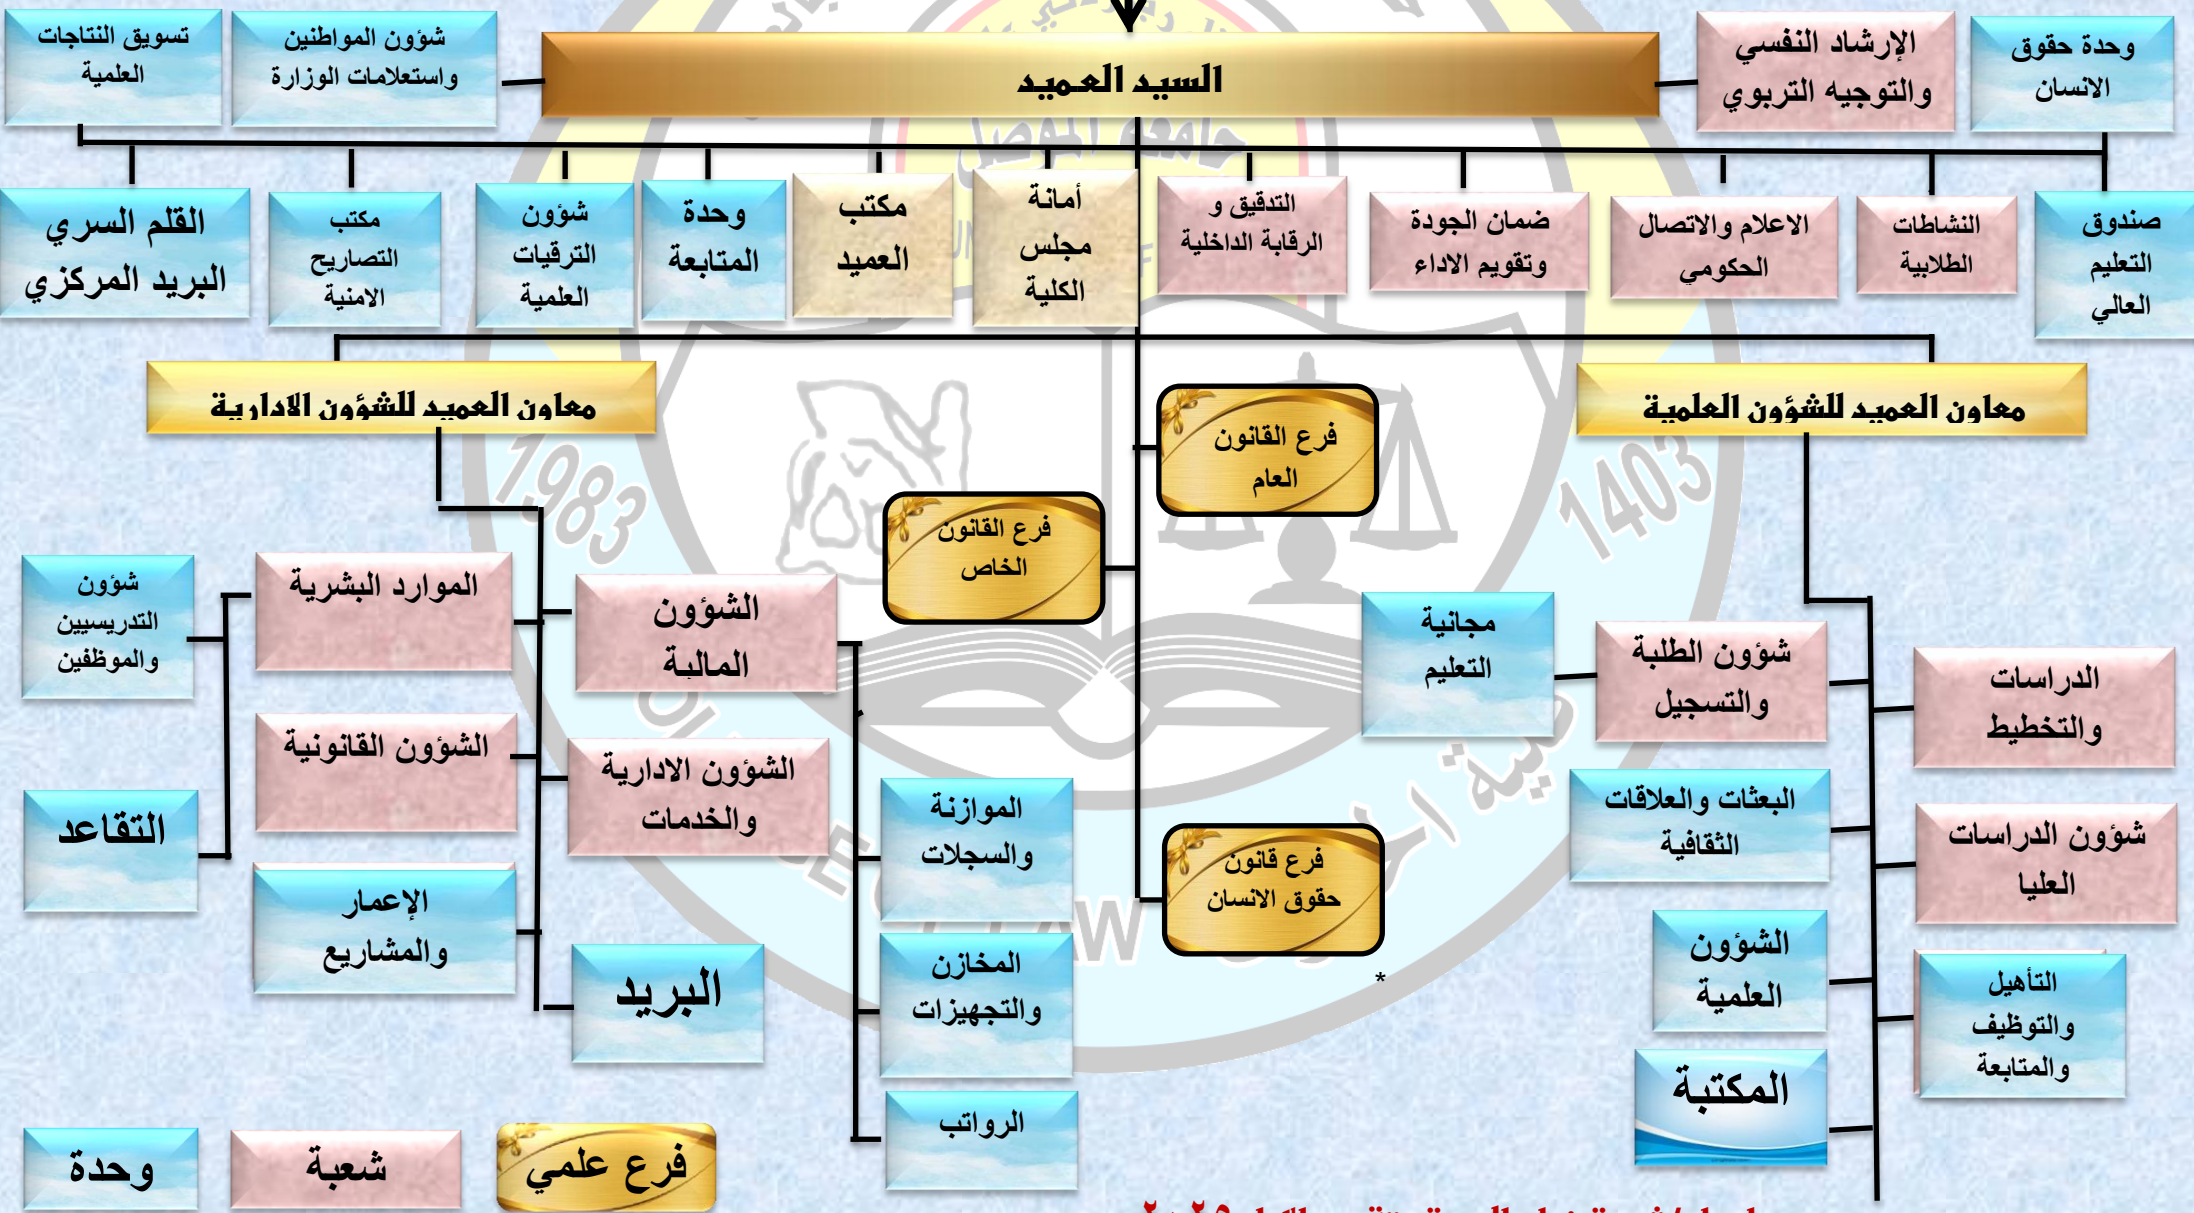 وحدة حقوق
الانسان
الإرشاد النفسي
والتوجيه التربوي
السيد العميد
شؤون المواطنين
واستعلامات الوزارة
تسويق النتاجات
العلمية
جامعة الموصل
صندوق
التعليم
العالي
النشاطات
الطلابية
الاعلام والاتصال
الحكومي
ضمان الجودة
وتقويم الاداء
التدقيق و
الرقابة الداخلية
أمانة
مجلس
الكلية
مكتب
العميد
وحدة
المتابعة
شؤون
الترقيات
العلمية
مكتب
التصاريح
الامنية
القلم السري
البريد المركزي
معاون العميد للشؤون العلمية
معاون العميد للشؤون الادارية
فرع القانون
العام
فرع القانون
الخاص
فرع قانون
حقوق الانسان
*
1403
1983
الدراسات
والتخطيط
شؤون الطلبة
والتسجيل
مجانية
التعليم
شؤون الدراسات
العليا
البعثات والعلاقات
الثقافية
التأهيل
والتوظيف
والمتابعة
الشؤون
العلمية
المكتبة
الشؤون
المالية
الموارد البشرية
شؤون
التدريسيين
والموظفين
الشؤون الادارية
والخدمات
الشؤون القانونية
التقاعد
الموازنة
والسجلات
الإعمار
والمشاريع
البريد
المخازن
والتجهيزات
الرواتب
فرع علمي
شعبة
وحدة